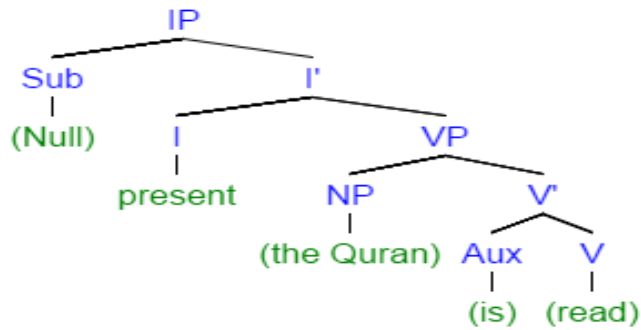 IP
Sub I'
(Null) I VP
present NP V'
(the Quran) Aux V
(is) (read)